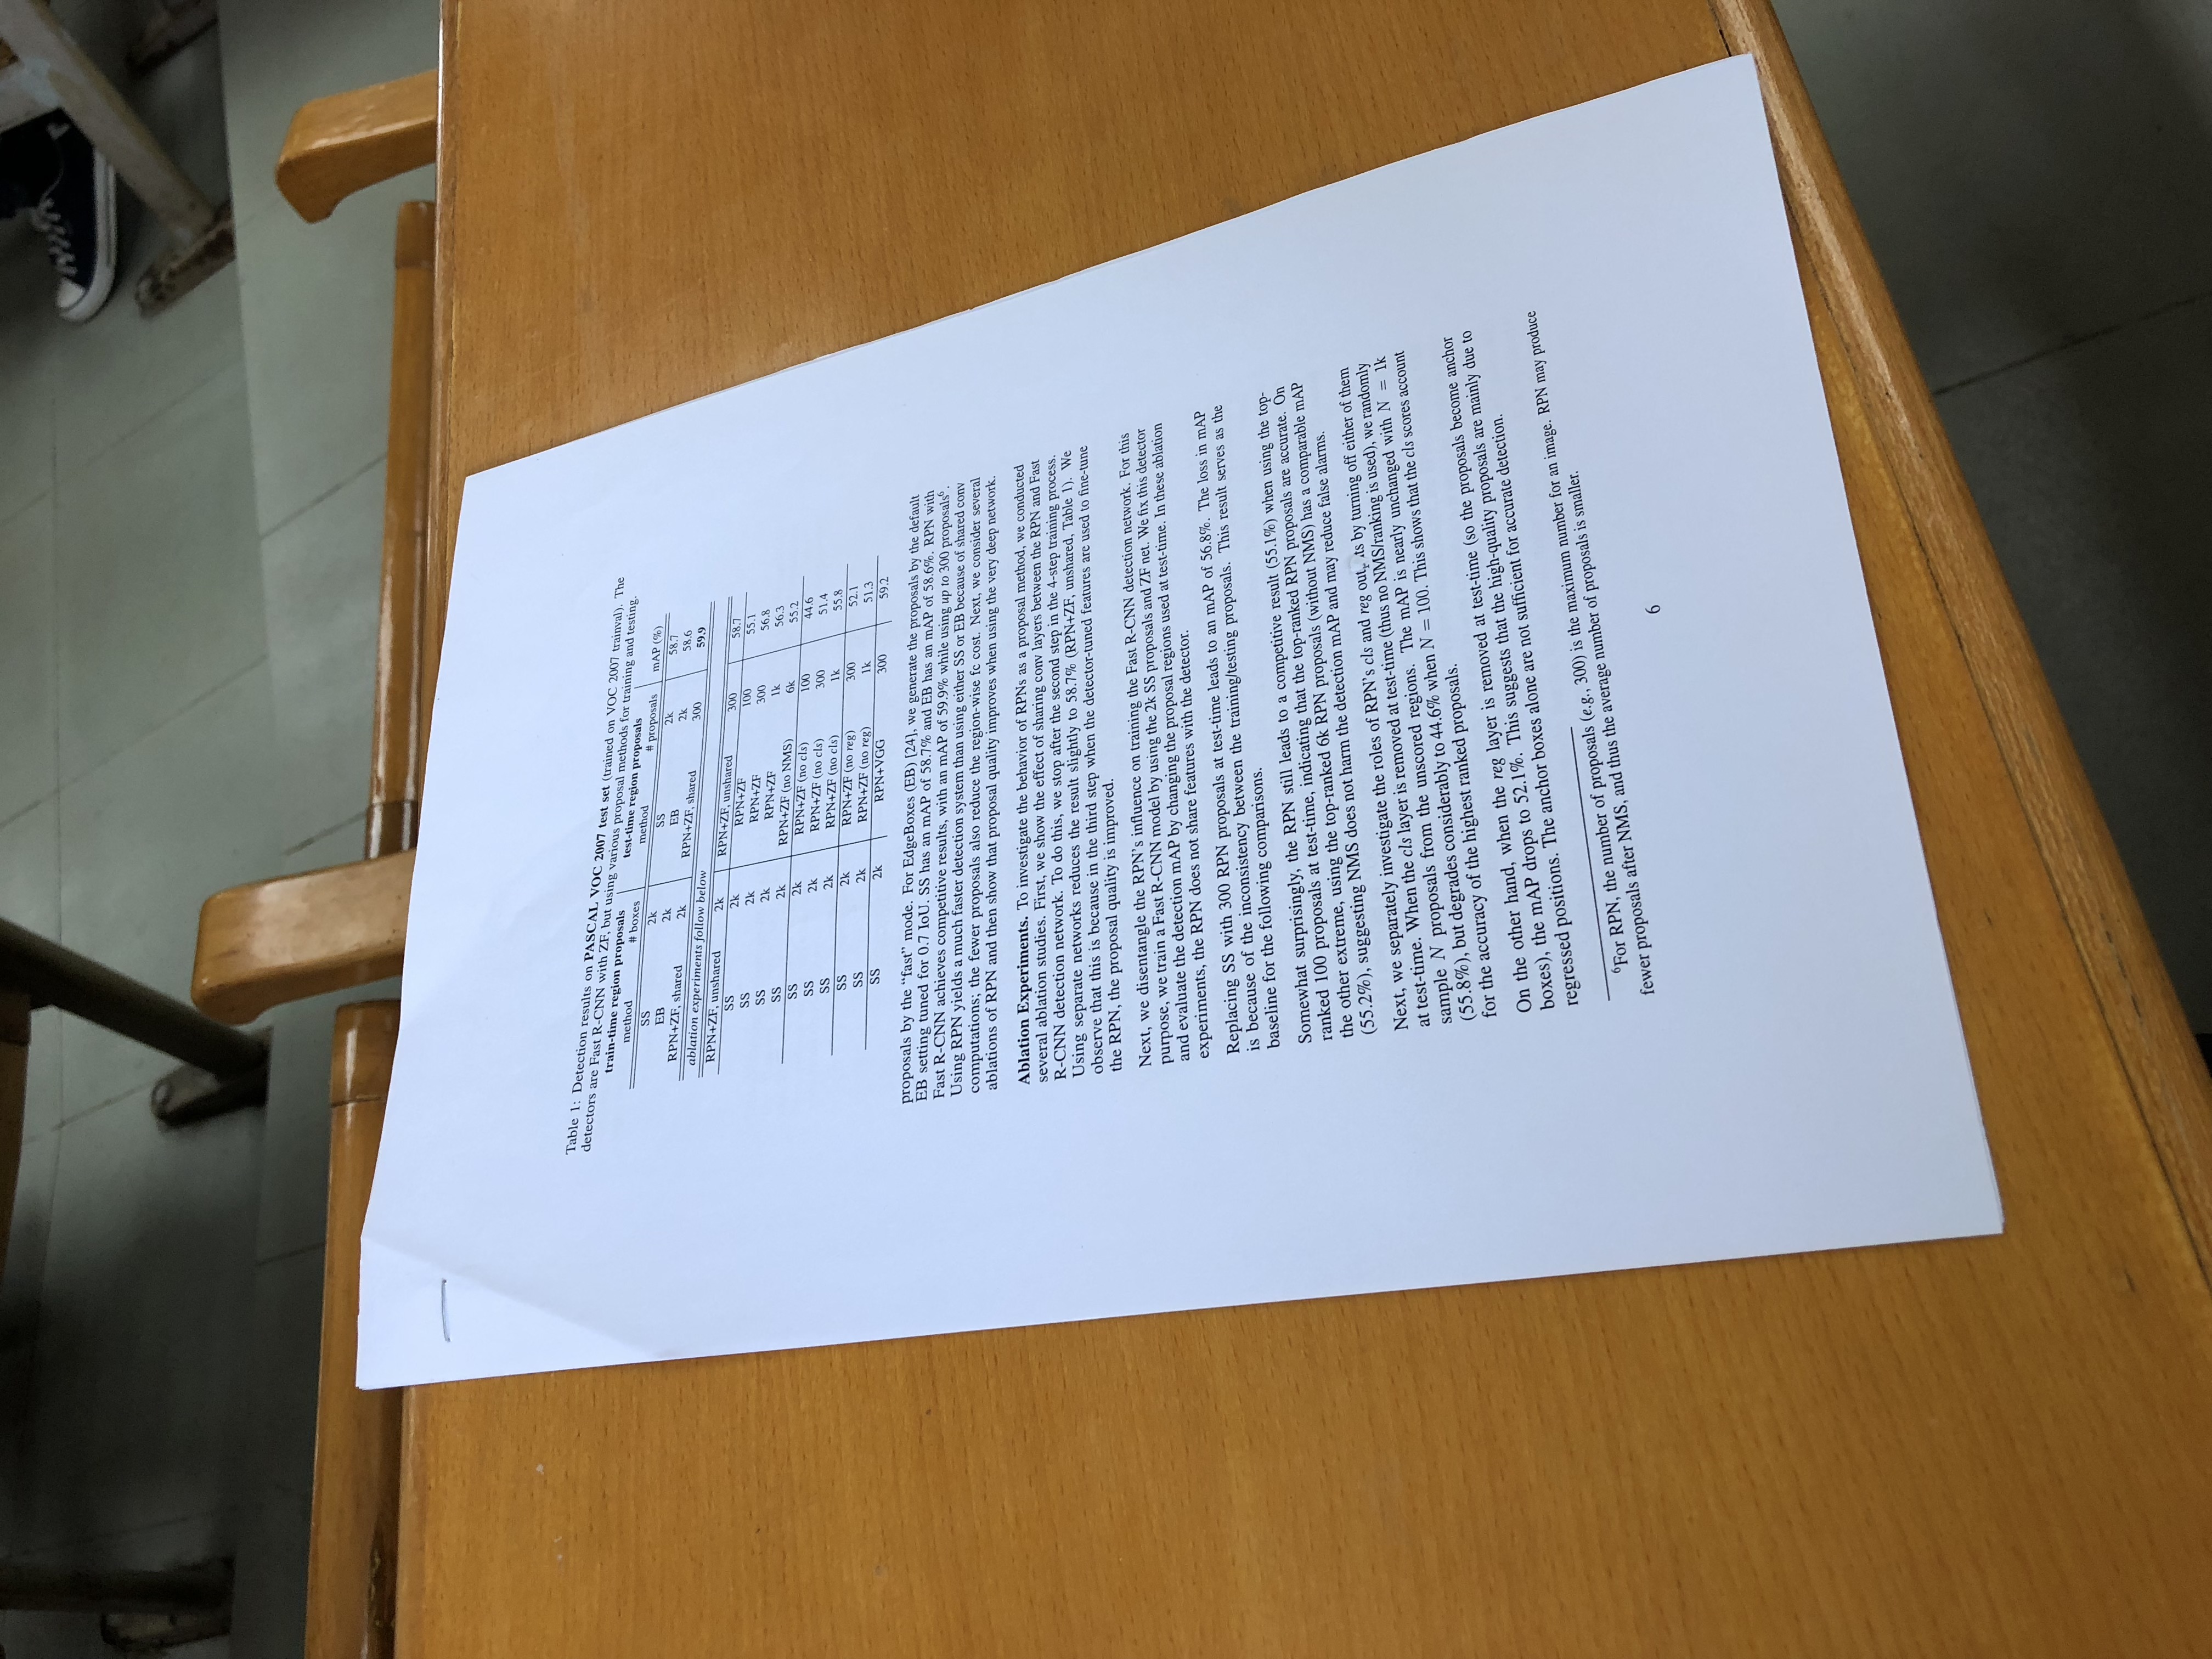 Table 1: Detection results on PASCAL VOC 2007 test set (trained on VOC 2007 trainval). The
detectors are Fast R-CNN with ZF, but using various proposal methods for training and testing.
train-time region proposals test-time region proposals
method # boxes method # proposals mAP (%)
SS 2k SS 2k 58.7
EB 2k EB 2k 58.6
RPN+ZF, shared 2k RPN+ZF, shared 300 59.9
ablation experiments follow below
RPN+ZF, unshared 2k RPN+ZF, unshared 300 58.7
SS 2k RPN+ZF 100 55.1
SS 2k RPN+ZF 300 56.8
SS 2k RPN+ZF 1k 56.3
SS 2k RPN+ZF (no NMS) 6k 55.2
SS 2k RPN+ZF (no cls) 100 44.6
SS 2k RPN+ZF (no cls) 300 51.4
SS 2k RPN+ZF (no cls) 1k 55.8
SS 2k RPN+ZF (no reg) 300 52.1
SS 2k RPN+ZF (no reg) 1k 51.3
SS 2k RPN+VGG 300 59.2
proposals by the “fast” mode. For EdgeBoxes (EB) [24], we generate the proposals by the default
EB setting tuned for 0.7 IoU. SS has an mAP of 58.7% and EB has an mAP of 58.6%. RPN with
Fast R-CNN achieves competitive results, with an mAP of 59.9% while using up to 300 proposals⁶.
Using RPN yields a much faster detection system than using either SS or EB because of shared conv
computations; the fewer proposals also reduce the region-wise fc cost. Next, we consider several
ablations of RPN and then show that proposal quality improves when using the very deep network.
Ablation Experiments. To investigate the behavior of RPNs as a proposal method, we conducted
several ablation studies. First, we show the effect of sharing conv layers between the RPN and Fast
R-CNN detection network. To do this, we stop after the second step in the 4-step training process.
Using separate networks reduces the result slightly to 58.7% (RPN+ZF, unshared, Table 1). We
observe that this is because in the third step when the detector-tuned features are used to fine-tune
the RPN, the proposal quality is improved.
Next, we disentangle the RPN’s influence on training the Fast R-CNN detection network. For this
purpose, we train a Fast R-CNN model by using the 2k SS proposals and ZF net. We fix this detector
and evaluate the detection mAP by changing the proposal regions used at test-time. In these ablation
experiments, the RPN does not share features with the detector.
Replacing SS with 300 RPN proposals at test-time leads to an mAP of 56.8%. The loss in mAP
is because of the inconsistency between the training/testing proposals. This result serves as the
baseline for the following comparisons.
Somewhat surprisingly, the RPN still leads to a competitive result (55.1%) when using the top-
ranked 100 proposals at test-time, indicating that the top-ranked RPN proposals are accurate. On
the other extreme, using the top-ranked 6k RPN proposals (without NMS) has a comparable mAP
(55.2%), suggesting NMS does not harm the detection mAP and may reduce false alarms.
Next, we separately investigate the roles of RPN’s cls and reg by turning off either of them
at test-time. When the cls layer is removed at test-time (thus no NMS/ranking is used), we randomly
sample N proposals from the unscored regions. The mAP is nearly unchanged with N = 1k
(55.8%), but degrades considerably to 44.6% when N = 100. This shows that the cls scores account
for the accuracy of the highest ranked proposals.
On the other hand, when the reg layer is removed at test-time (so the proposals become anchor
boxes), the mAP drops to 52.1%. This suggests that the high-quality proposals are mainly due to
regressed positions. The anchor boxes alone are not sufficient for accurate detection.
⁶For RPN, the number of proposals (e.g., 300) is the maximum number for an image. RPN may produce
fewer proposals after NMS, and thus the average number of proposals is smaller.
6